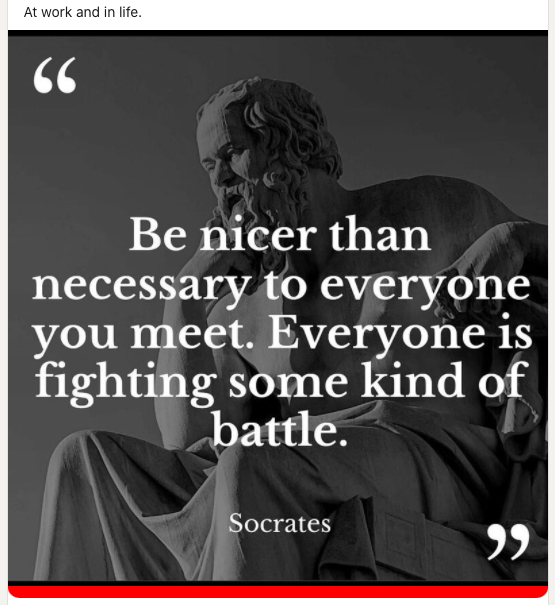 At work and in life.
“
Be nicer than
necessary to everyone
you meet. Everyone is
fighting some kind of
battle.
Socrates
”